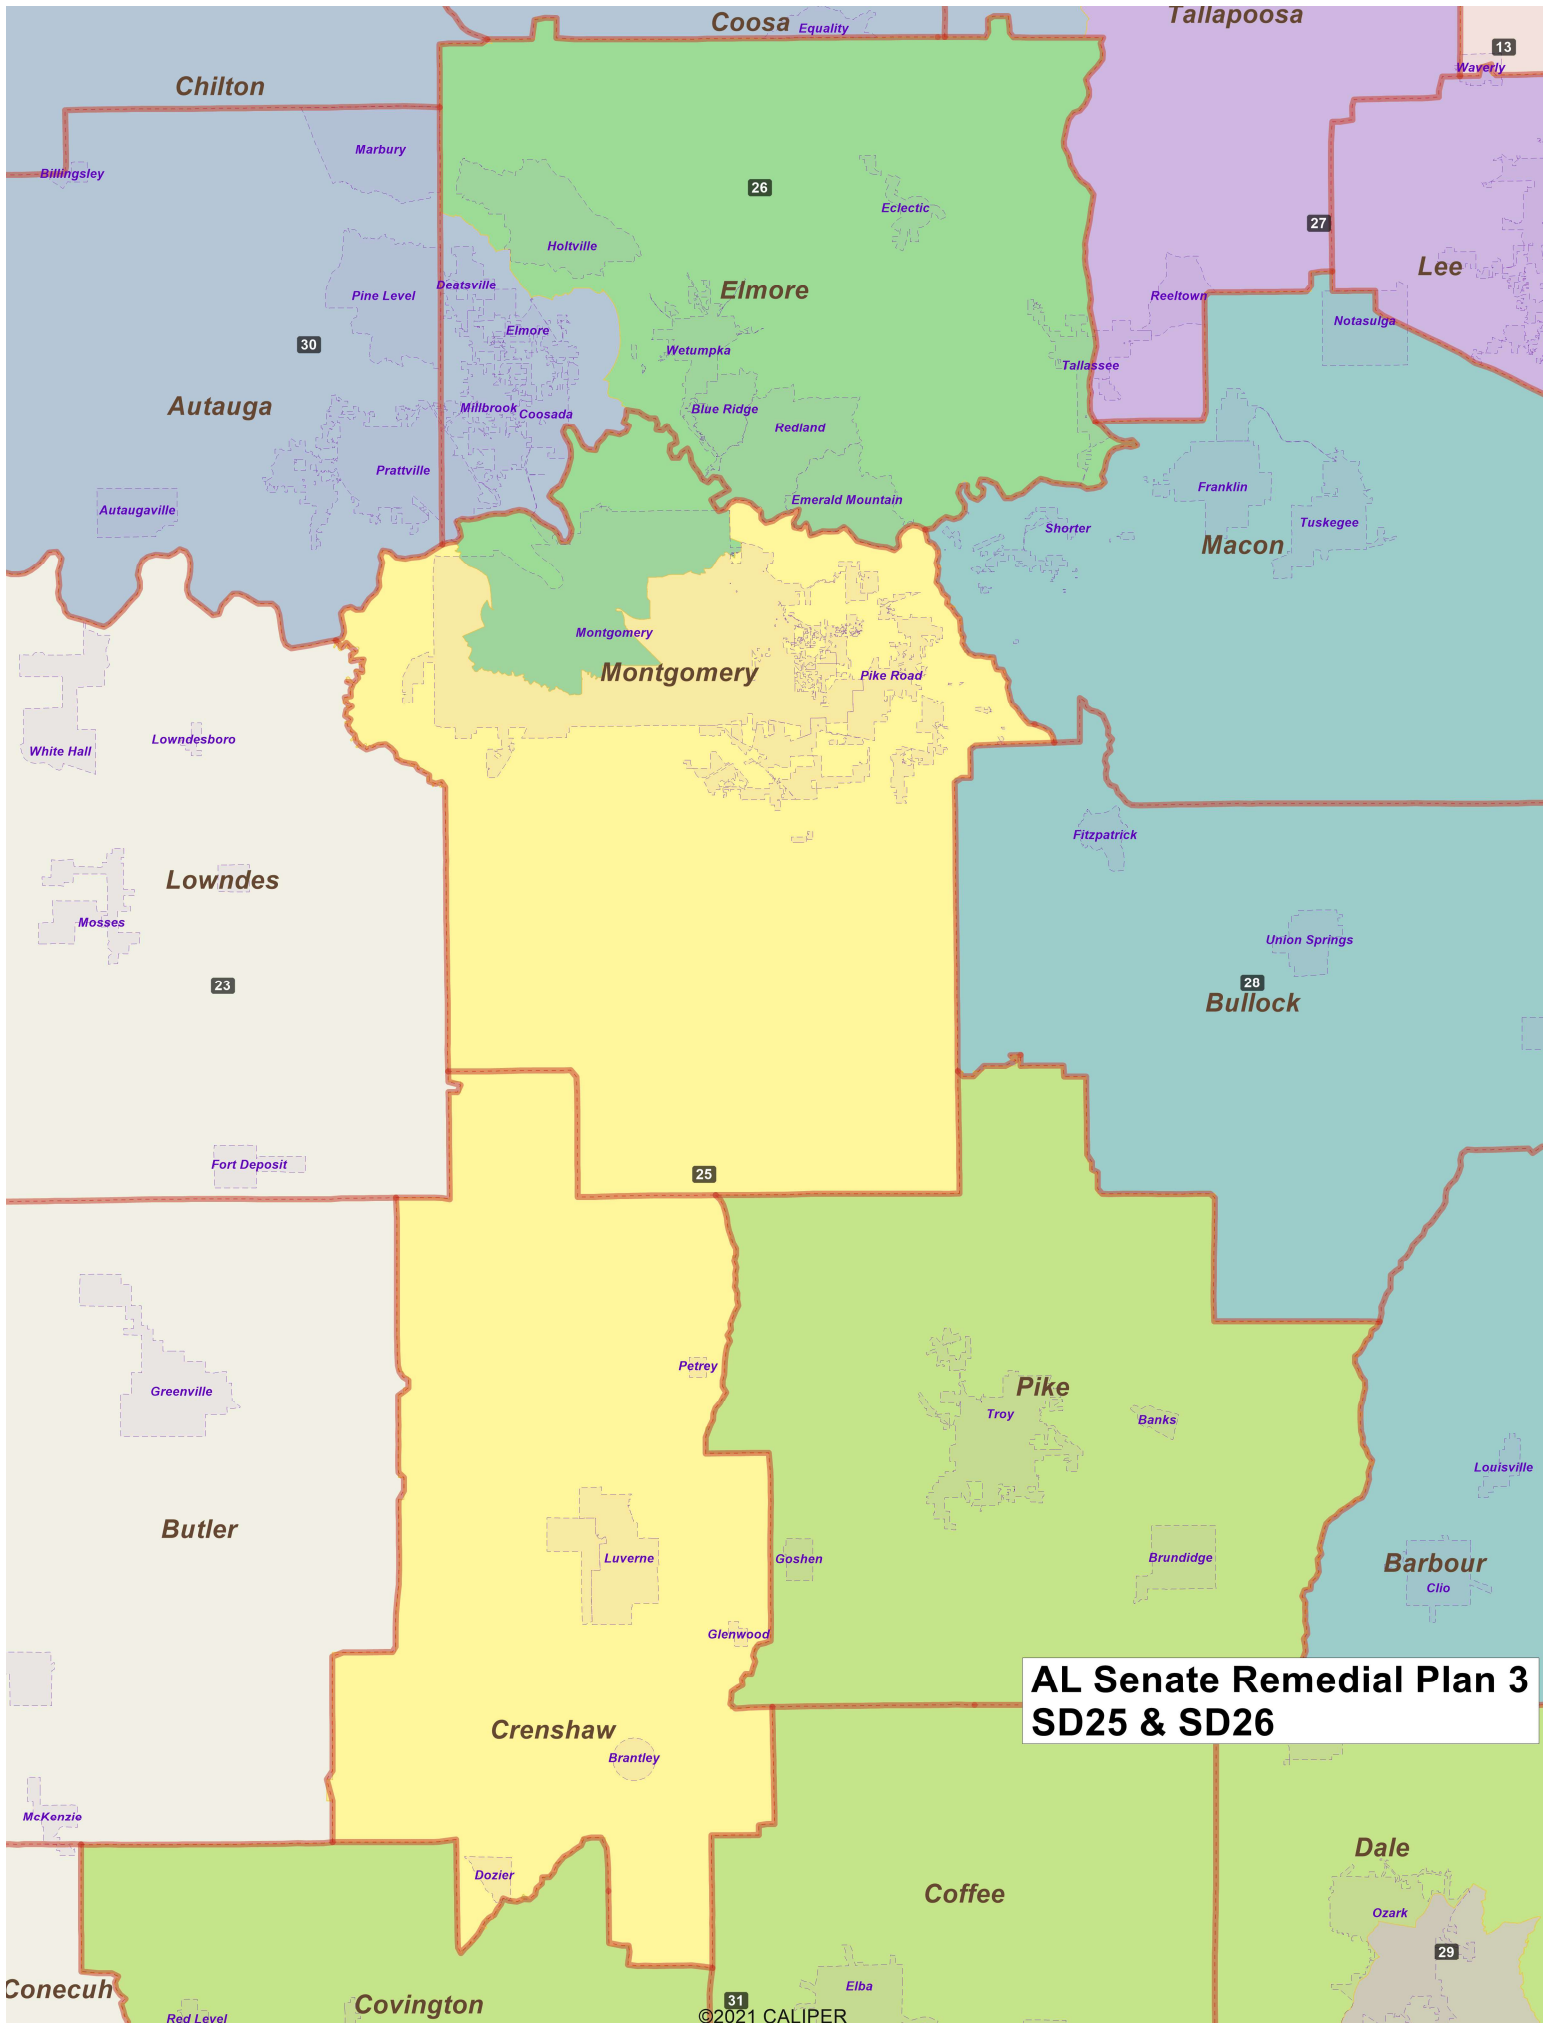 Coosa
Equality
Tallapoosa
13
Waverly
Chilton
Marbury
Billingsley
26
Eclectic
27
Holtville
Lee
Deatsville
Elmore
Pine Level
Reeltown
Notasulga
Elmore
30
Wetumpka
Tallassee
Autauga
Millbrook
Coosada
Blue Ridge
Redland
Prattville
Franklin
Autaugaville
Emerald Mountain
Shorter
Tuskegee
Macon
Montgomery
Montgomery
Pike Road
White Hall
Lowndesboro
Fitzpatrick
Lowndes
Mosses
Union Springs
23
28
Bullock
Fort Deposit
25
Petrey
Greenville
Pike
Troy
Banks
Louisville
Butler
Luverne
Goshen
Brundidge
Barbour
Clio
Glenwood
AL Senate Remedial Plan 3
SD25 & SD26
Crenshaw
Brantley
McKenzie
Dozier
Dale
Coffee
Ozark
29
Conecuh
Covington
Elba
31
Red Level
©2021 CALIPER